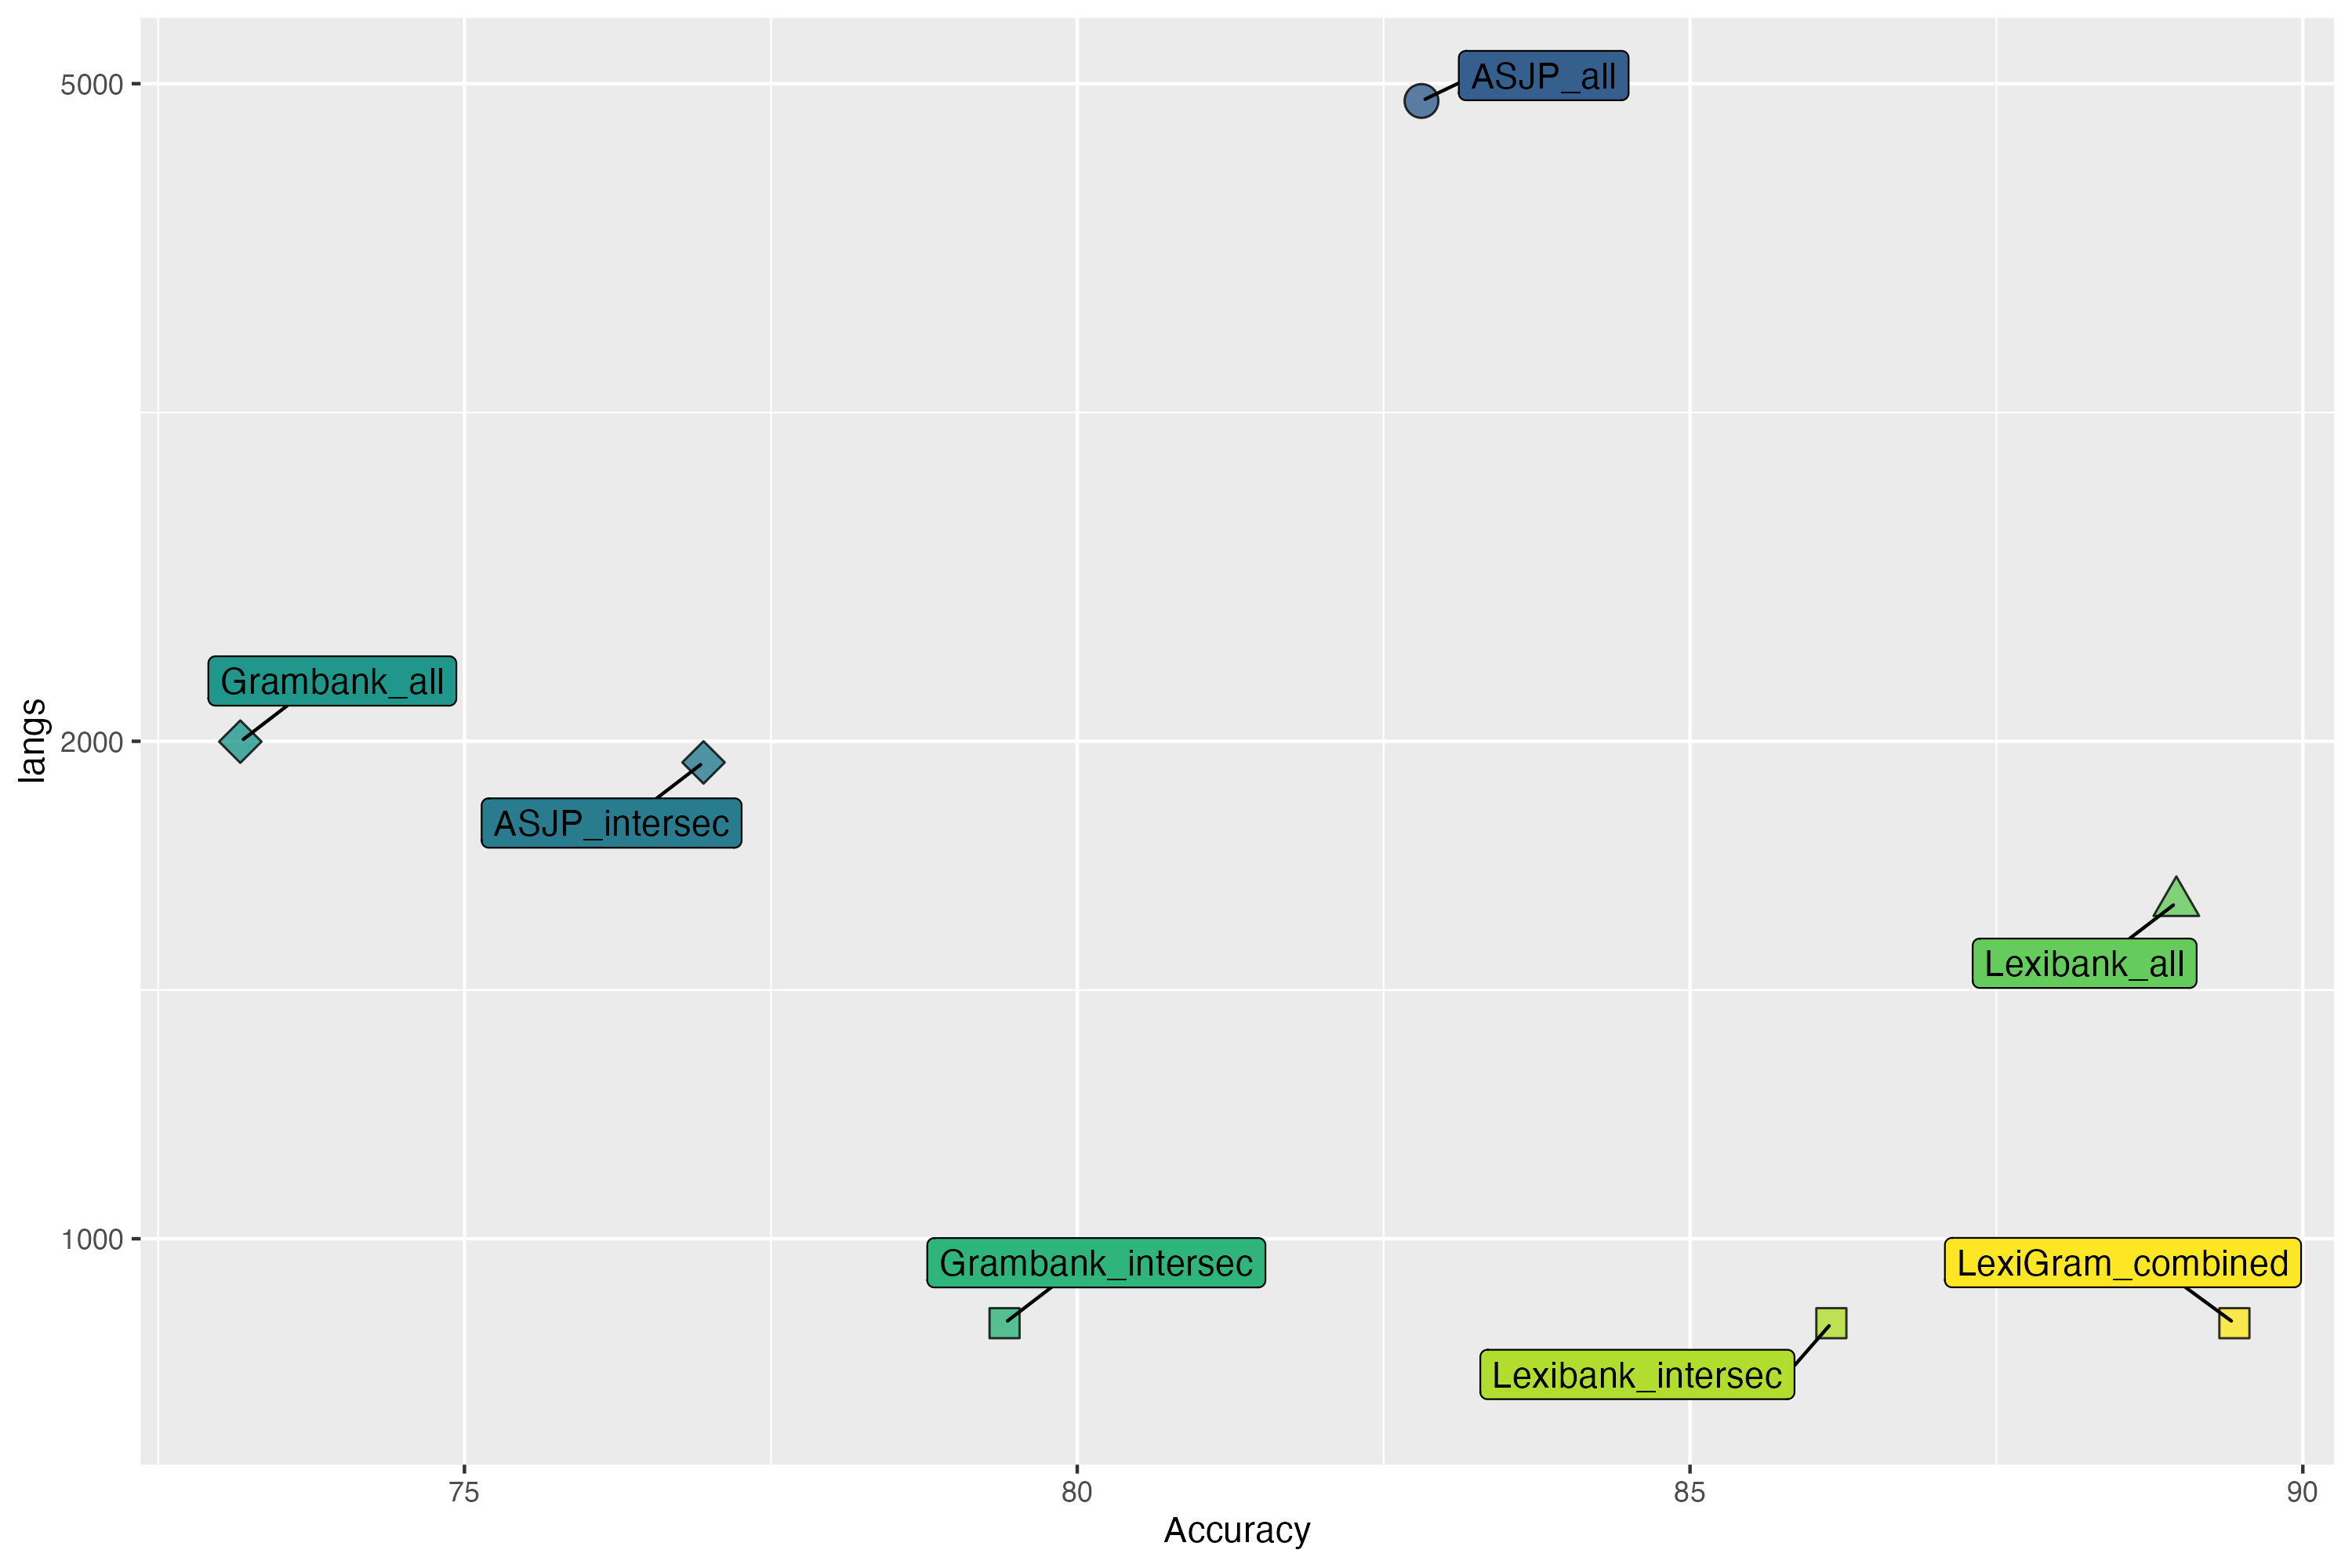 5000
ASJP_all
Grambank_all
2000
langs
ASJP_intersec
Lexibank_all
1000
Grambank_intersec
LexiGram_combined
Lexibank_intersec
75
80
85
90
Accuracy